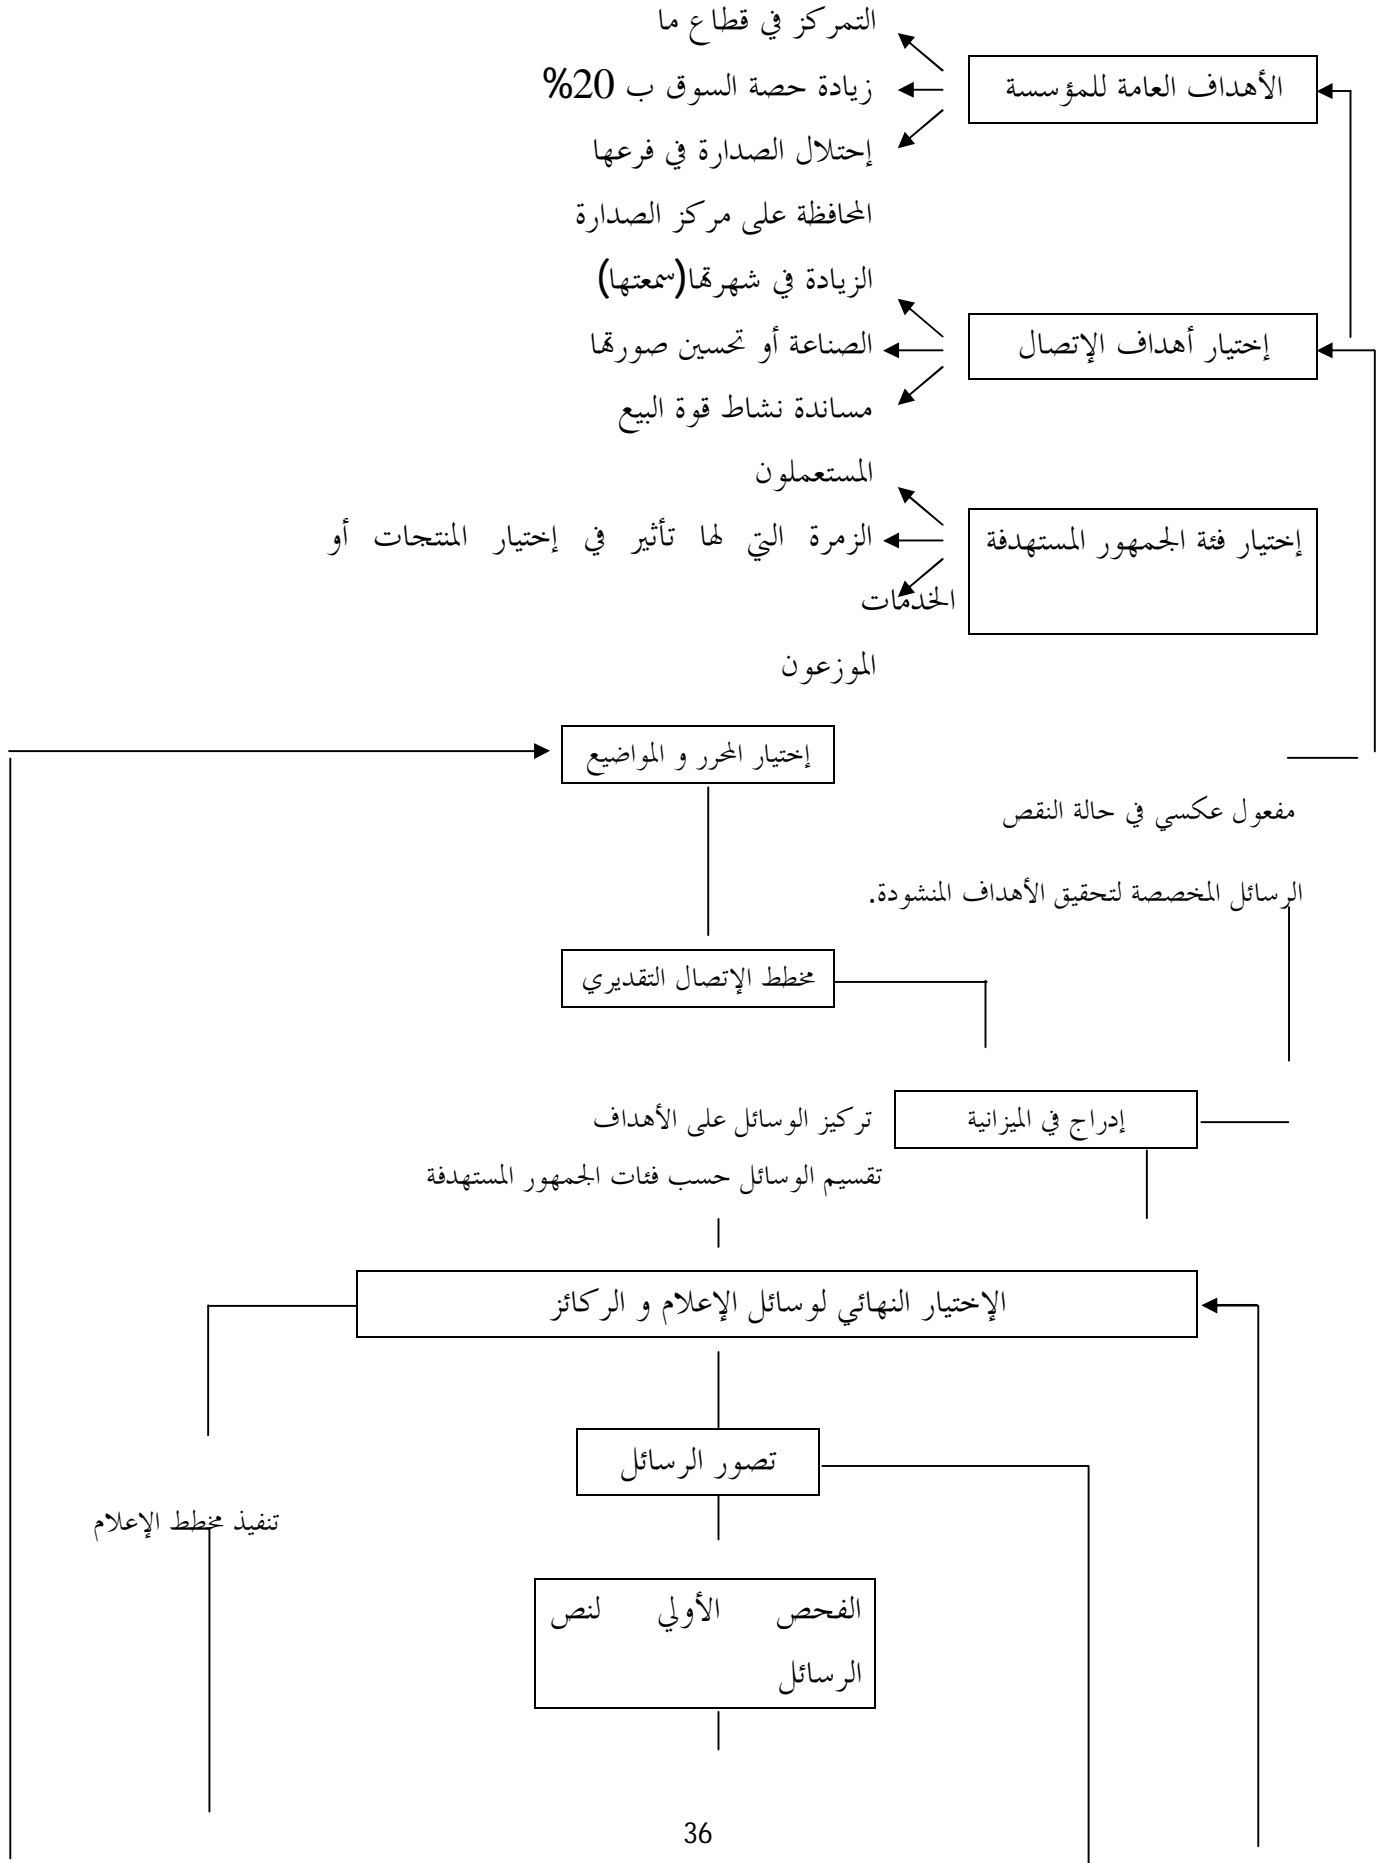 التمركز في قطاع ما
الأهداف العامة للمؤسسة
زيادة حصة السوق ب 20%
إحتلال الصدارة في فرعها
المحافظة على مركز الصدارة
الزيادة في شهرتها(سمعتها)
إختيار أهداف الإتصال
الصناعة أو تحسين صورتها
مساندة نشاط قوة البيع
المستعملون
إختيار فئة الجمهور المستهدفة
الزمرة التي لها تأثير في إختيار المنتجات أو
الخدمات
الموزعون
إختيار المحرر و المواضيع
مفعول عكسي في حالة النقص
الرسائل المخصصة لتحقيق الأهداف المنشودة.
مخطط الإتصال التقديري
إدراج في الميزانية
تركيز الوسائل على الأهداف
تقسيم الوسائل حسب فئات الجمهور المستهدفة
الإختيار النهائي لوسائل الإعلام و الركائز
تصور الرسائل
تنفيذ مخطط الإعلام
الفحص الأولي لنص
الرسائل
36